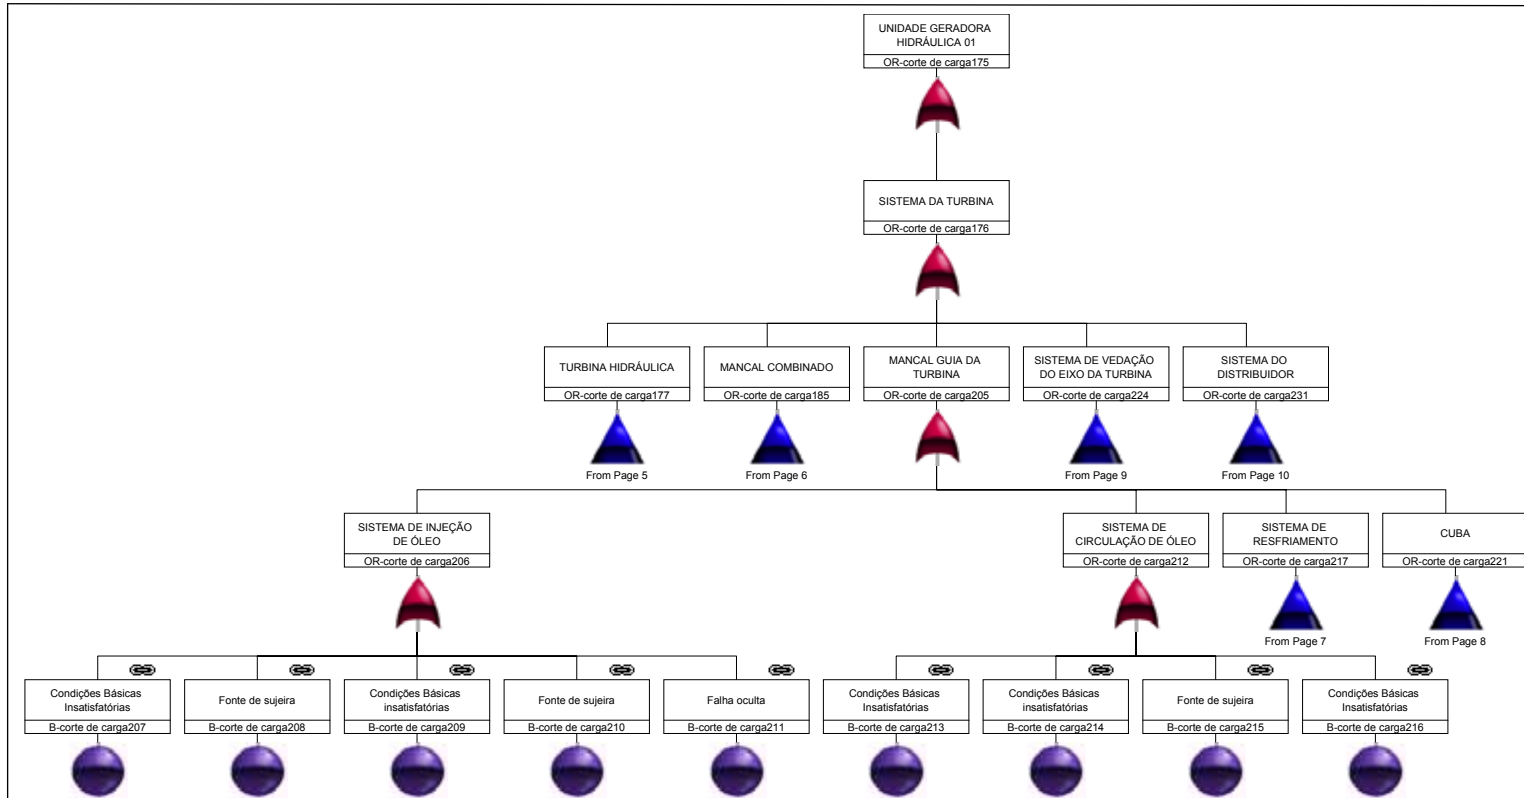 UNIDADE GERADORA
HIDRÁULICA 01
OR-corte de carga175
SISTEMA DA TURBINA
OR-corte de carga176
TURBINA HIDRÁULICA
OR-corte de carga177
From Page 5
MANCAL COMBINADO
OR-corte de carga185
From Page 6
MANCAL GUIA DA
TURBINA
OR-corte de carga205
SISTEMA DE VEDAÇÃO
DO EIXO DA TURBINA
OR-corte de carga224
From Page 9
SISTEMA DO
DISTRIBUIDOR
OR-corte de carga231
From Page 10
SISTEMA DE INJEÇÃO
DE ÓLEO
OR-corte de carga206
SISTEMA DE
CIRCULAÇÃO DE ÓLEO
OR-corte de carga212
SISTEMA DE
RESFRIAMENTO
OR-corte de carga217
From Page 7
CUBA
OR-corte de carga221
From Page 8
Condições Básicas
Insatisfatórias
B-corte de carga207
Fonte de sujeira
B-corte de carga208
Condições Básicas
insatisfatórias
B-corte de carga209
Fonte de sujeira
B-corte de carga210
Falha oculta
B-corte de carga211
Condições Básicas
Insatisfatórias
B-corte de carga213
Condições Básicas
insatisfatórias
B-corte de carga214
Fonte de sujeira
B-corte de carga215
Condições Básicas
Insatisfatórias
B-corte de carga216